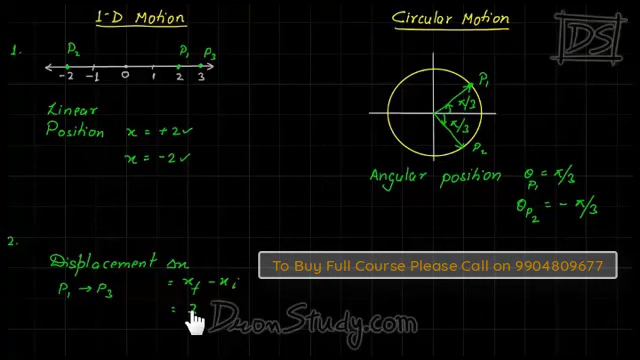 1-D Motion
Circular Motion
DS
1.
P2 P1 P3
-2 -1 0 1 2 3
P1
π/3
π/3
P2
Linear
Position x = +2✓
x = -2✓
Angular position θP1 = π/3
θP2 = - π/3
2.
Displacement Δx
= xf - xi
P1 → P3
=
To Buy Full Course Please Call on 9904809677
DronStudy.com